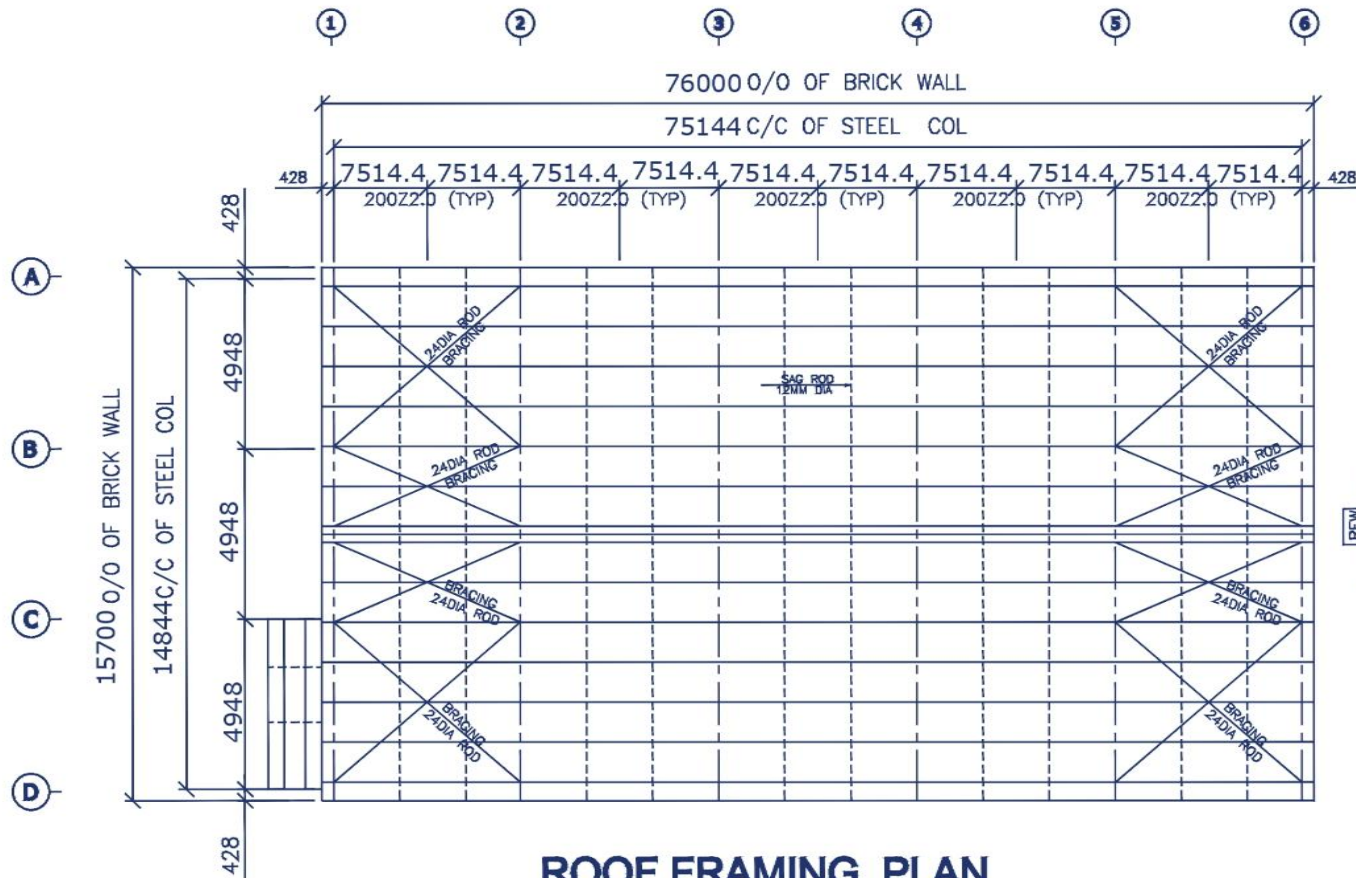 1 2 3 4 5 6
76000 O/O OF BRICK WALL
75144 C/C OF STEEL COL
428 7514.4 7514.4 7514.4 7514.4 7514.4 7514.4 7514.4 7514.4 7514.4 7514.4 428
200Z2.0 (TYP) 200Z2.0 (TYP) 200Z2.0 (TYP) 200Z2.0 (TYP) 200Z2.0 (TYP)
428
A
24DIA ROD
BRACING
24DIA ROD
BRACING
4948
SAG ROD
12MM DIA
15700 O/O OF BRICK WALL
14844 C/C OF STEEL COL
B
24DIA ROD
BRACING
24DIA ROD
BRACING
4948
BRACING
24DIA ROD
BRACING
24DIA ROD
C
4948
BRACING
24DIA ROD
BRACING
24DIA ROD
D
428
ROOF FRAMING PLAN